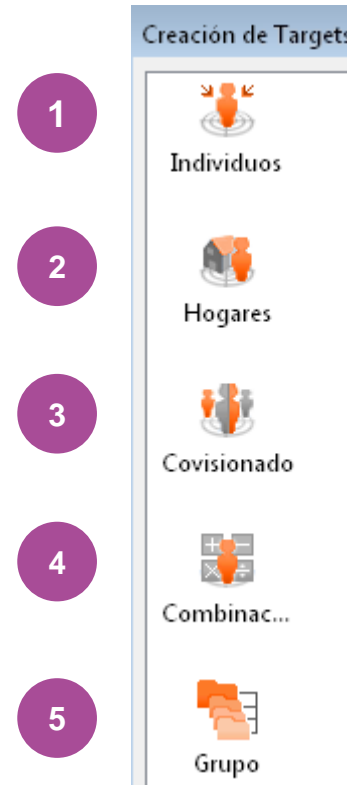 Creación de Targets
1
Individuos
2
Hogares
3
Covisionado
4
Combinac...
5
Grupo